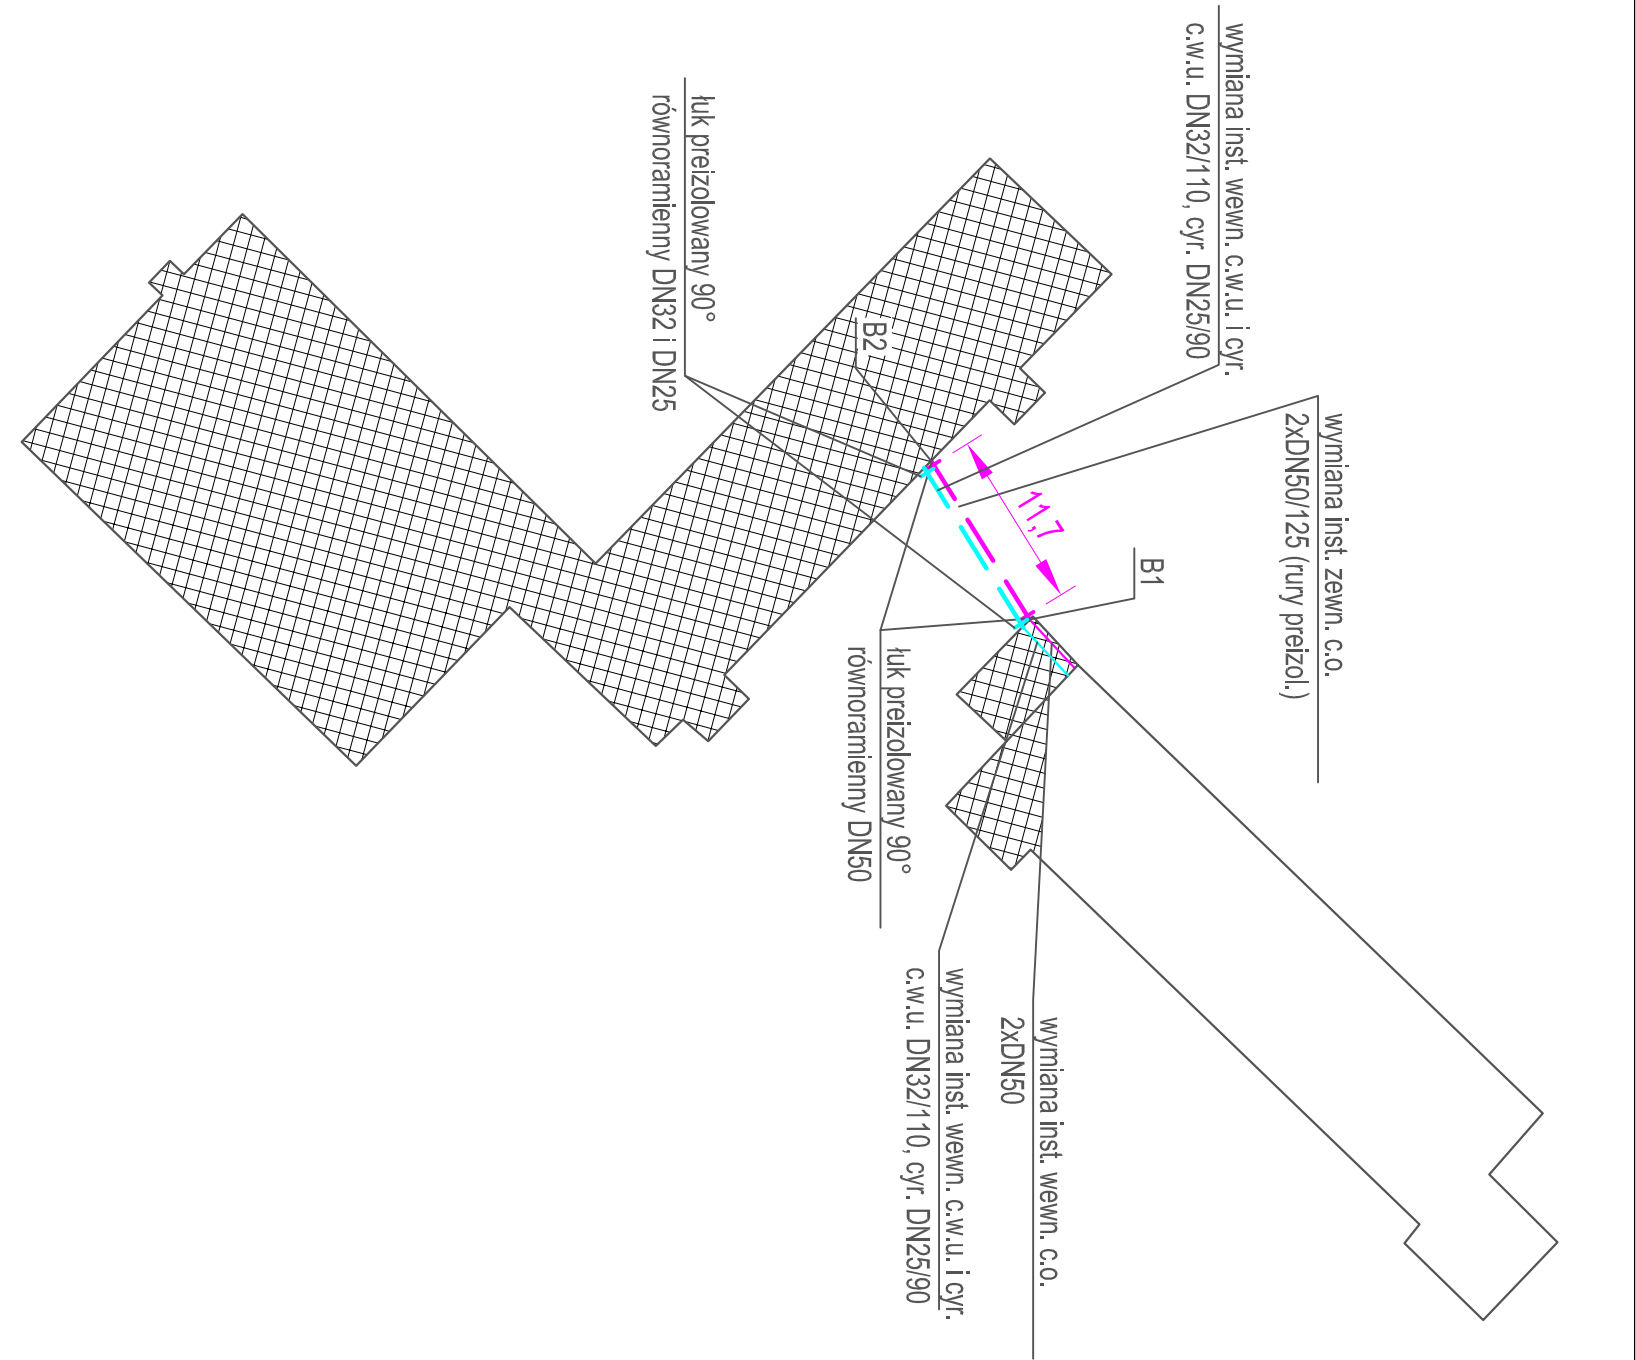 wymiana inst. wewn. c.w.u. i cyr.
c.w.u. DN32/110, cyr. DN25/90
wymiana inst. zewn. c.o.
2xDN50/125 (rury preizol.)
łuk preizolowany 90°
równoramienny DN32 i DN25
B2
11,7
B1
łuk preizolowany 90°
równoramienny DN50
wymiana inst. wewn. c.o.
2xDN50
wymiana inst. wewn. c.w.u. i cyr.
c.w.u. DN32/110, cyr. DN25/90